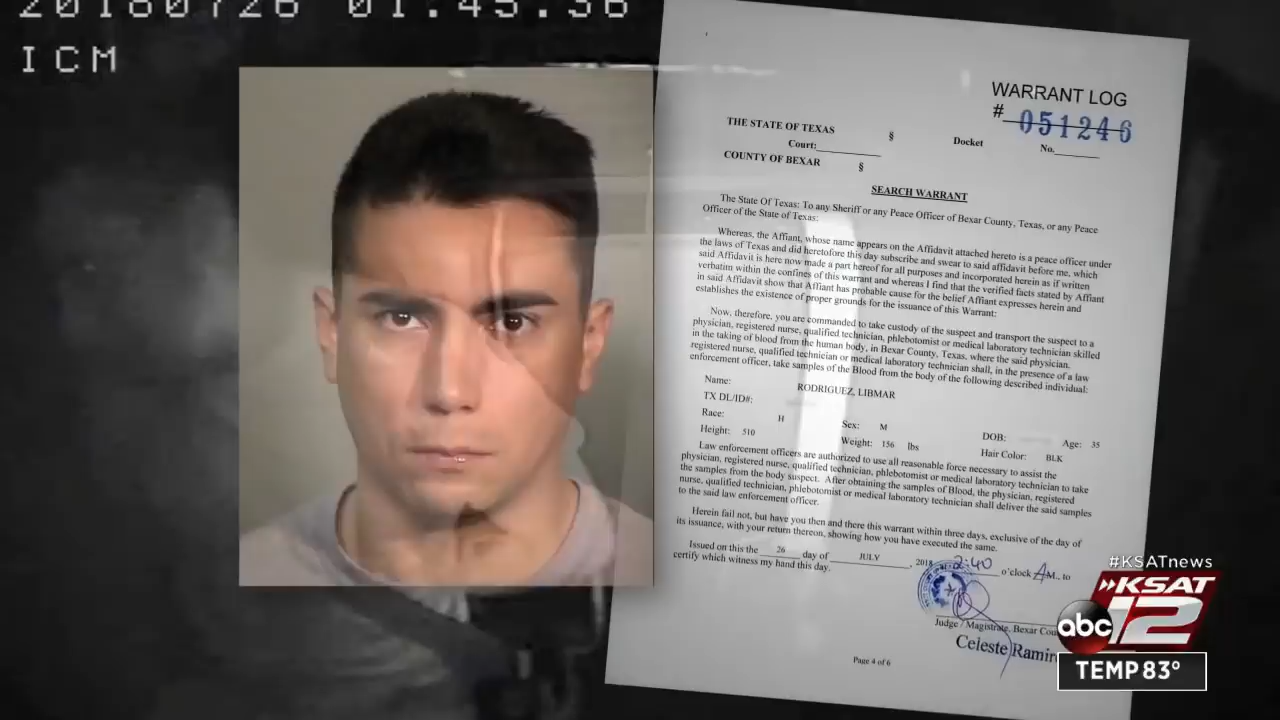 20180726 01:45:36
ICM
WARRANT LOG
# 051246
THE STATE OF TEXAS §
Court: Docket No.
COUNTY OF BEXAR §
SEARCH WARRANT
The State Of Texas: To any Sheriff or any Peace Officer of Bexar County, Texas, or any Peace
Officer of the State of Texas:
Whereas, the Affiant, whose name appears on the Affidavit attached hereto is a peace officer under
the laws of Texas and did heretofore this day subscribe and swear to said affidavit before me, which
said Affidavit is here now made a part hereof for all purposes and incorporated herein as if written
verbatim within the confines of this warrant and whereas I find that the verified facts stated by Affiant
in said Affidavit show that Affiant has probable cause for the belief Affiant expresses herein and
establishes the existence of proper grounds for the issuance of this Warrant:
Now, therefore, you are commanded to take custody of the suspect and transport the suspect to a
physician, registered nurse, qualified technician, phlebotomist or medical laboratory technician skilled
in the taking of blood from the human body, in Bexar County, Texas, where the said physician,
registered nurse, qualified technician or medical laboratory technician shall, in the presence of a law
enforcement officer, take samples of the Blood from the body of the following described individual:
Name: RODRIGUEZ, LIBMAR
TX DL/ID#:
Race: H Sex: M DOB: Age: 35
Height: 510 Weight: 156 lbs Hair Color: BLK
Law enforcement officers are authorized to use all reasonable force necessary to assist the
physician, registered nurse, qualified technician, phlebotomist or medical laboratory technician to take
the samples from the body suspect. After obtaining the samples of Blood, the physician, registered
nurse, qualified technician, phlebotomist or medical laboratory technician shall deliver the said samples
to the said law enforcement officer.
Herein fail not, but have you then and there this warrant within three days, exclusive of the day of
its issuance, with your return thereon, showing how you have executed the same.
Issued on this the 26 day of JULY, 2018 2:40 o'clock AM., to
certify which witness my hand this day.
Judge / Magistrate, Bexar Cou
Celeste Ramir
Page 4 of 6
#KSATnews
KSAT
abc 12
TEMP 83°